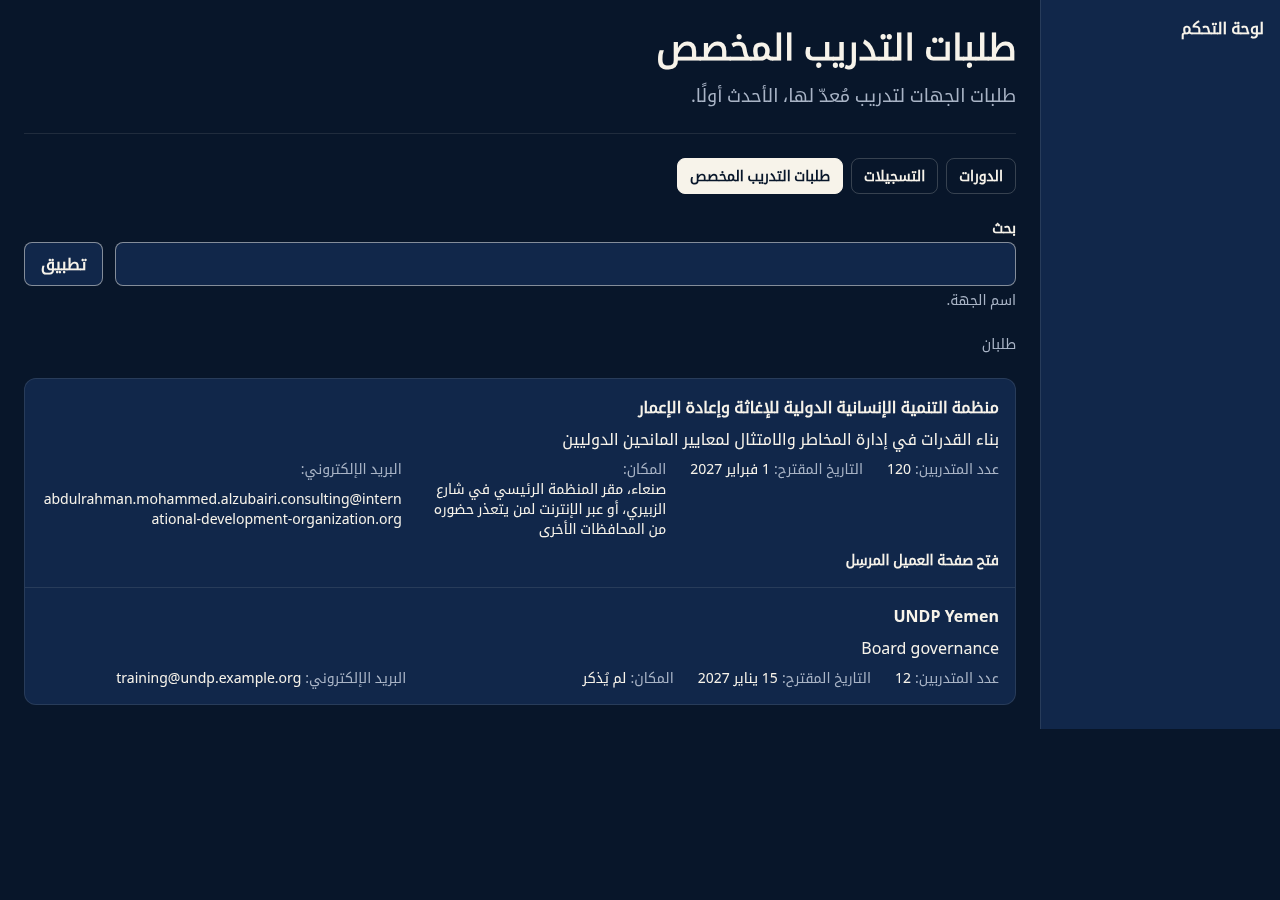 لوحة التحكم
طلبات التدريب المخصص
طلبات الجهات لتدريب مُعدّ لها، الأحدث أولًا.
الدورات
التسجيلات
طلبات التدريب المخصص
بحث
تطبيق
اسم الجهة.
طلبان
منظمة التنمية الإنسانية الدولية للإغاثة وإعادة الإعمار
بناء القدرات في إدارة المخاطر والامتثال لمعايير المانحين الدوليين
عدد المتدربين: 120
التاريخ المقترح: 1 فبراير 2027
المكان:
صنعاء، مقر المنظمة الرئيسي في شارع
الزبيري، أو عبر الإنترنت لمن يتعذر حضوره
من المحافظات الأخرى
البريد الإلكتروني:
abdulrahman.mohammed.alzubairi.consulting@intern
ational-development-organization.org
فتح صفحة العميل المرسِل
UNDP Yemen
Board governance
عدد المتدربين: 12
التاريخ المقترح: 15 يناير 2027
المكان: لم يُذكر
البريد الإلكتروني: training@undp.example.org